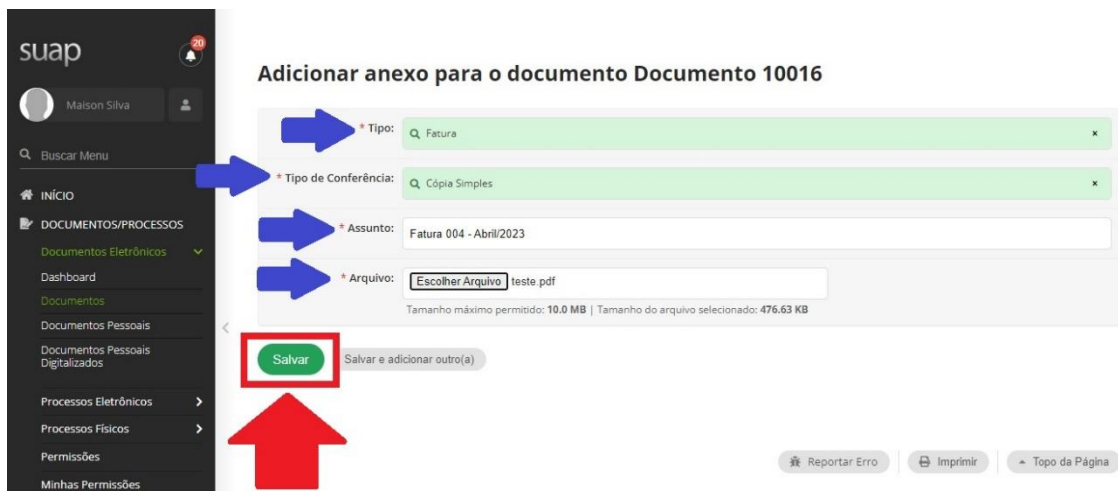 suap
20
Maison Silva
Buscar Menu
INÍCIO
DOCUMENTOS/PROCESSOS
Documentos Eletrônicos
Dashboard
Documentos
Documentos Pessoais
Documentos Pessoais
Digitalizados
Processos Eletrônicos
Processos Físicos
Permissões
Minhas Permissões
Adicionar anexo para o documento Documento 10016
* Tipo: Fatura ×
* Tipo de Conferência: Cópia Simples ×
* Assunto: Fatura 004 - Abril/2023
* Arquivo: Escolher Arquivo teste.pdf
Tamanho máximo permitido: 10.0 MB | Tamanho do arquivo selecionado: 476.63 KB
Salvar Salvar e adicionar outro(a)
Reportar Erro Imprimir Topo da Página